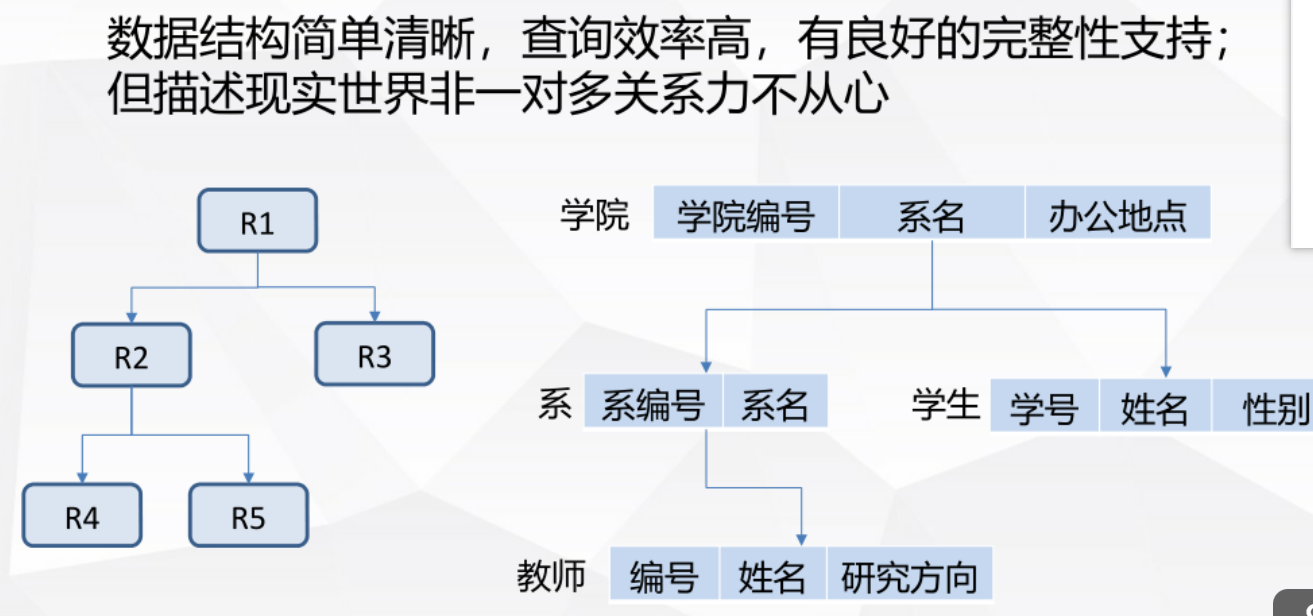 数据结构简单清晰，查询效率高，有良好的完整性支持；
但描述现实世界非一对多关系力不从心
R1
R2
R3
R4
R5
学院 学院编号 系名 办公地点
系 系编号 系名
学生 学号 姓名 性别
教师 编号 姓名 研究方向